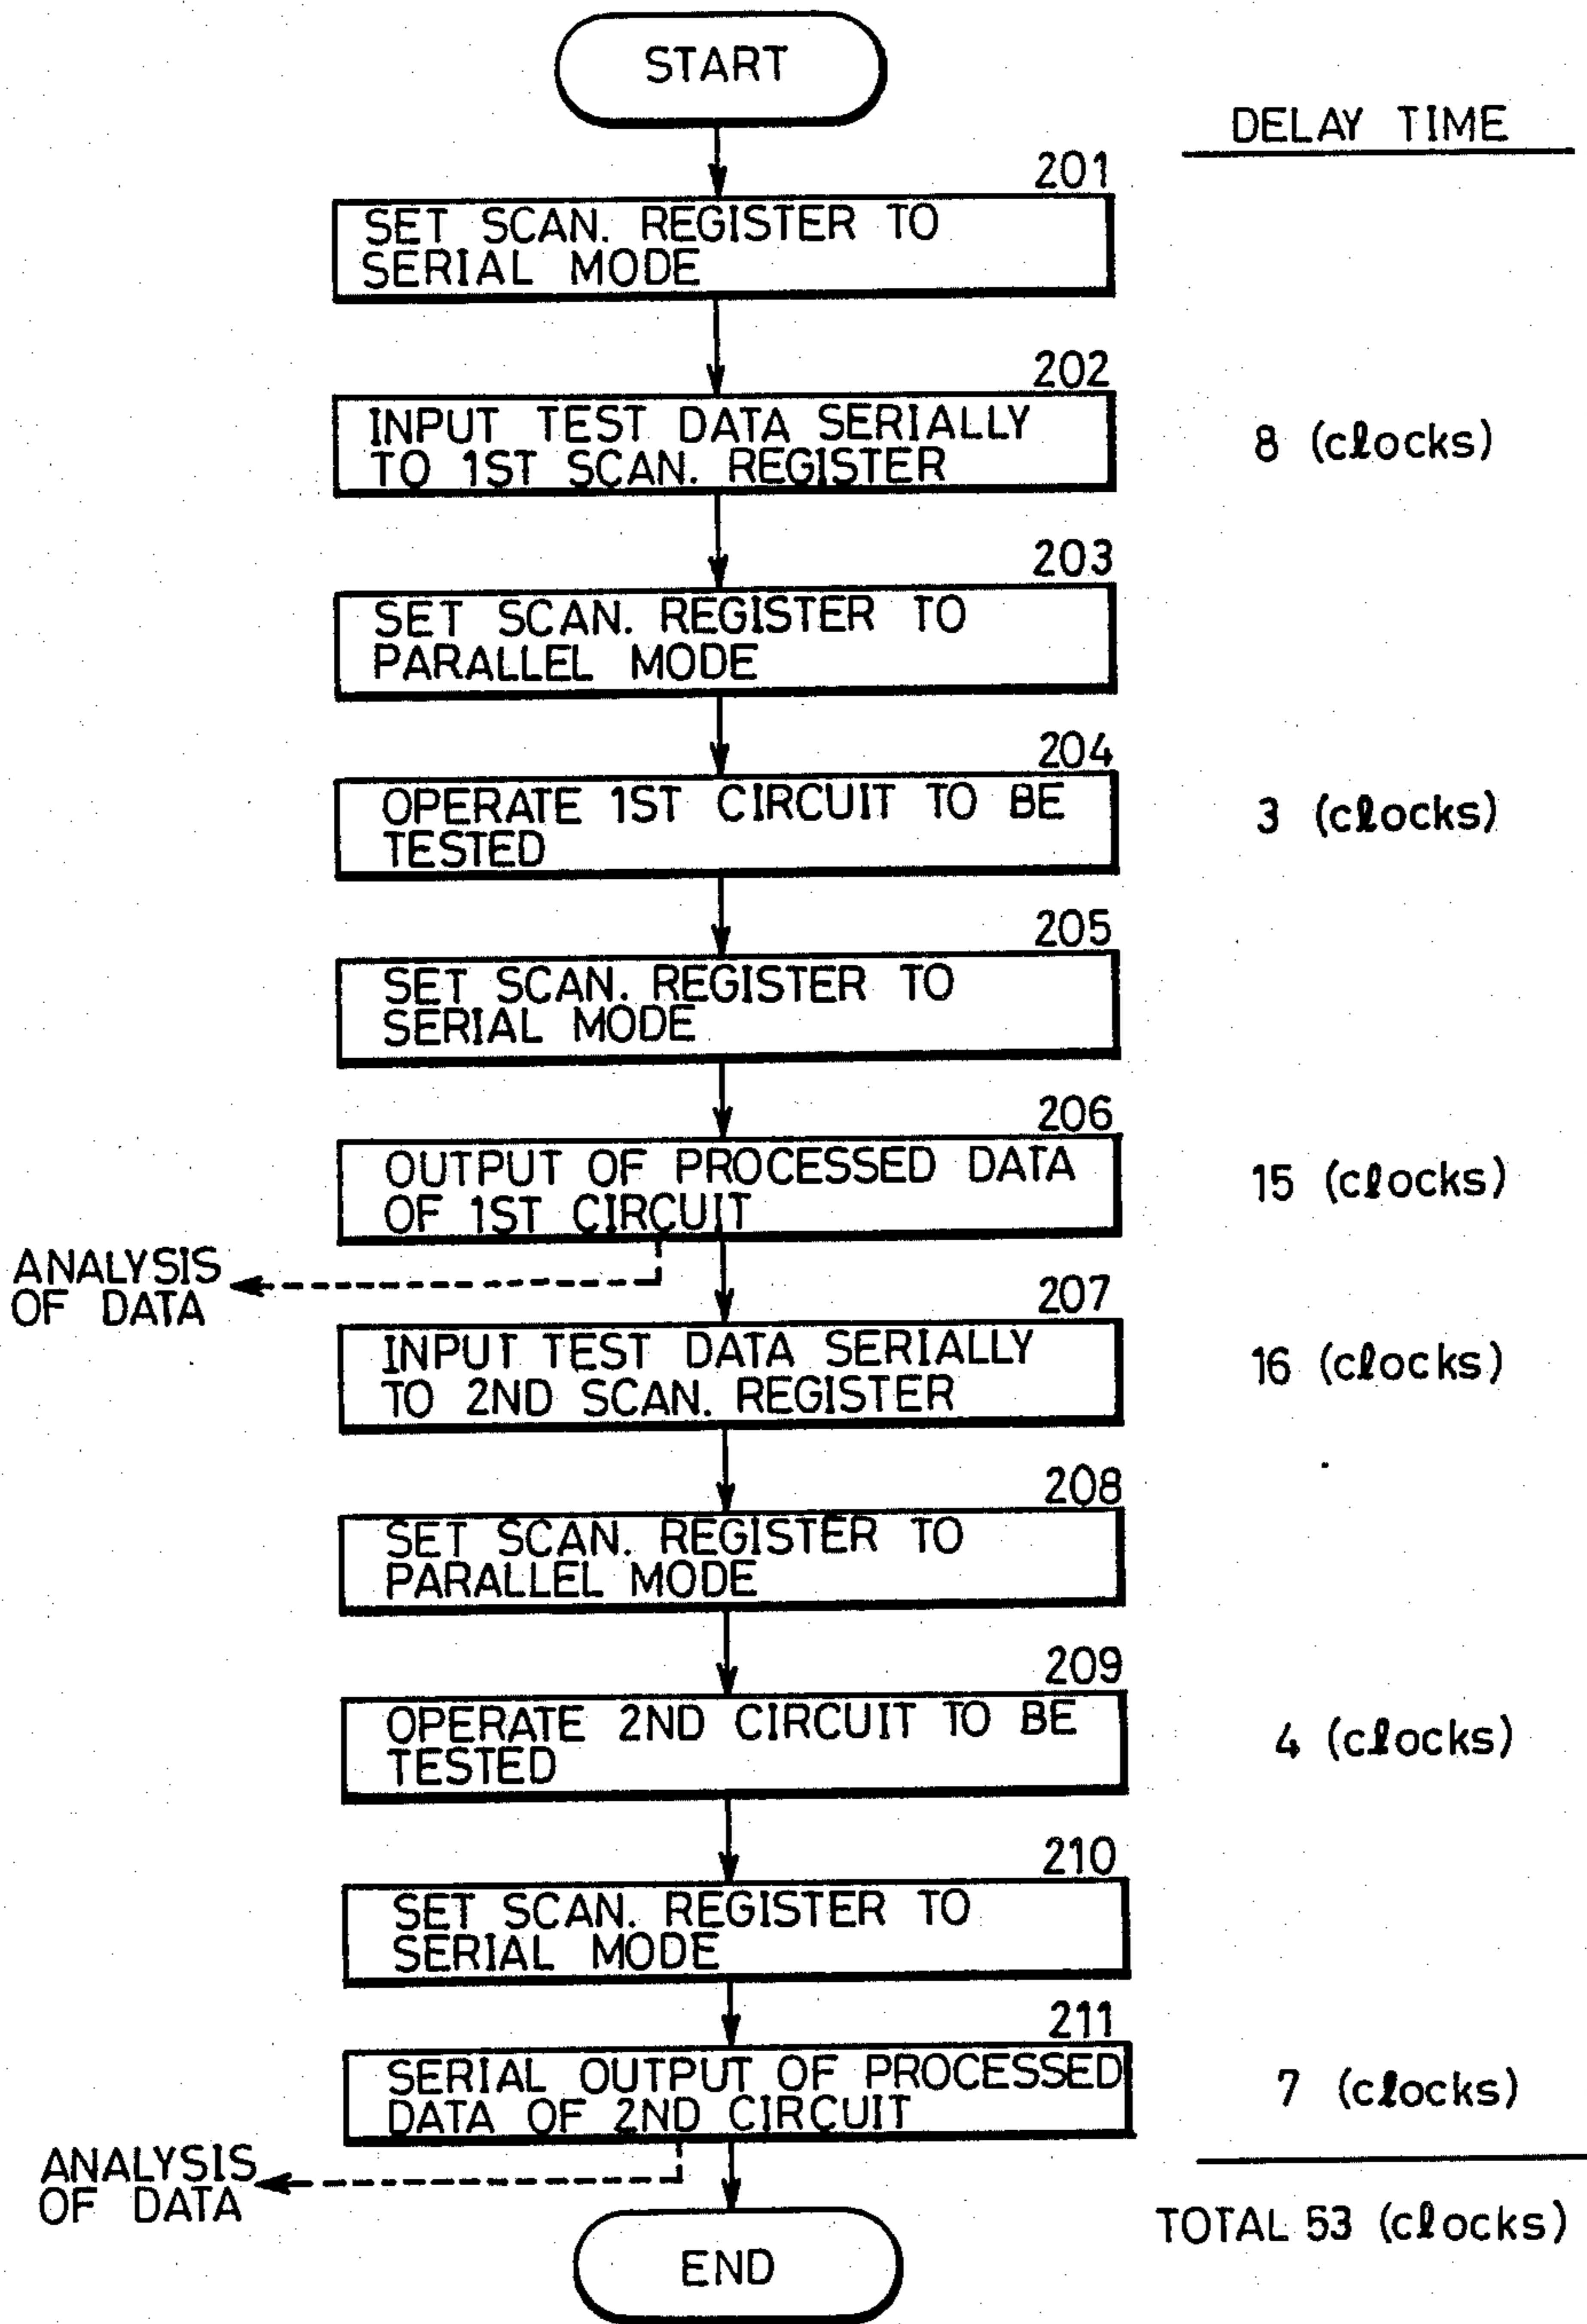 START
DELAY TIME
201
SET SCAN. REGISTER TO
SERIAL MODE
202
INPUT TEST DATA SERIALLY
TO 1ST SCAN. REGISTER
8 (clocks)
203
SET SCAN. REGISTER TO
PARALLEL MODE
204
OPERATE 1ST CIRCUIT TO BE
TESTED
3 (clocks)
205
SET SCAN. REGISTER TO
SERIAL MODE
206
OUTPUT OF PROCESSED DATA
OF 1ST CIRCUIT
15 (clocks)
ANALYSIS
OF DATA
207
INPUT TEST DATA SERIALLY
TO 2ND SCAN. REGISTER
16 (clocks)
208
SET SCAN. REGISTER TO
PARALLEL MODE
209
OPERATE 2ND CIRCUIT TO BE
TESTED
4 (clocks)
210
SET SCAN. REGISTER TO
SERIAL MODE
211
SERIAL OUTPUT OF PROCESSED
DATA OF 2ND CIRCUIT
7 (clocks)
ANALYSIS
OF DATA
TOTAL 53 (clocks)
END